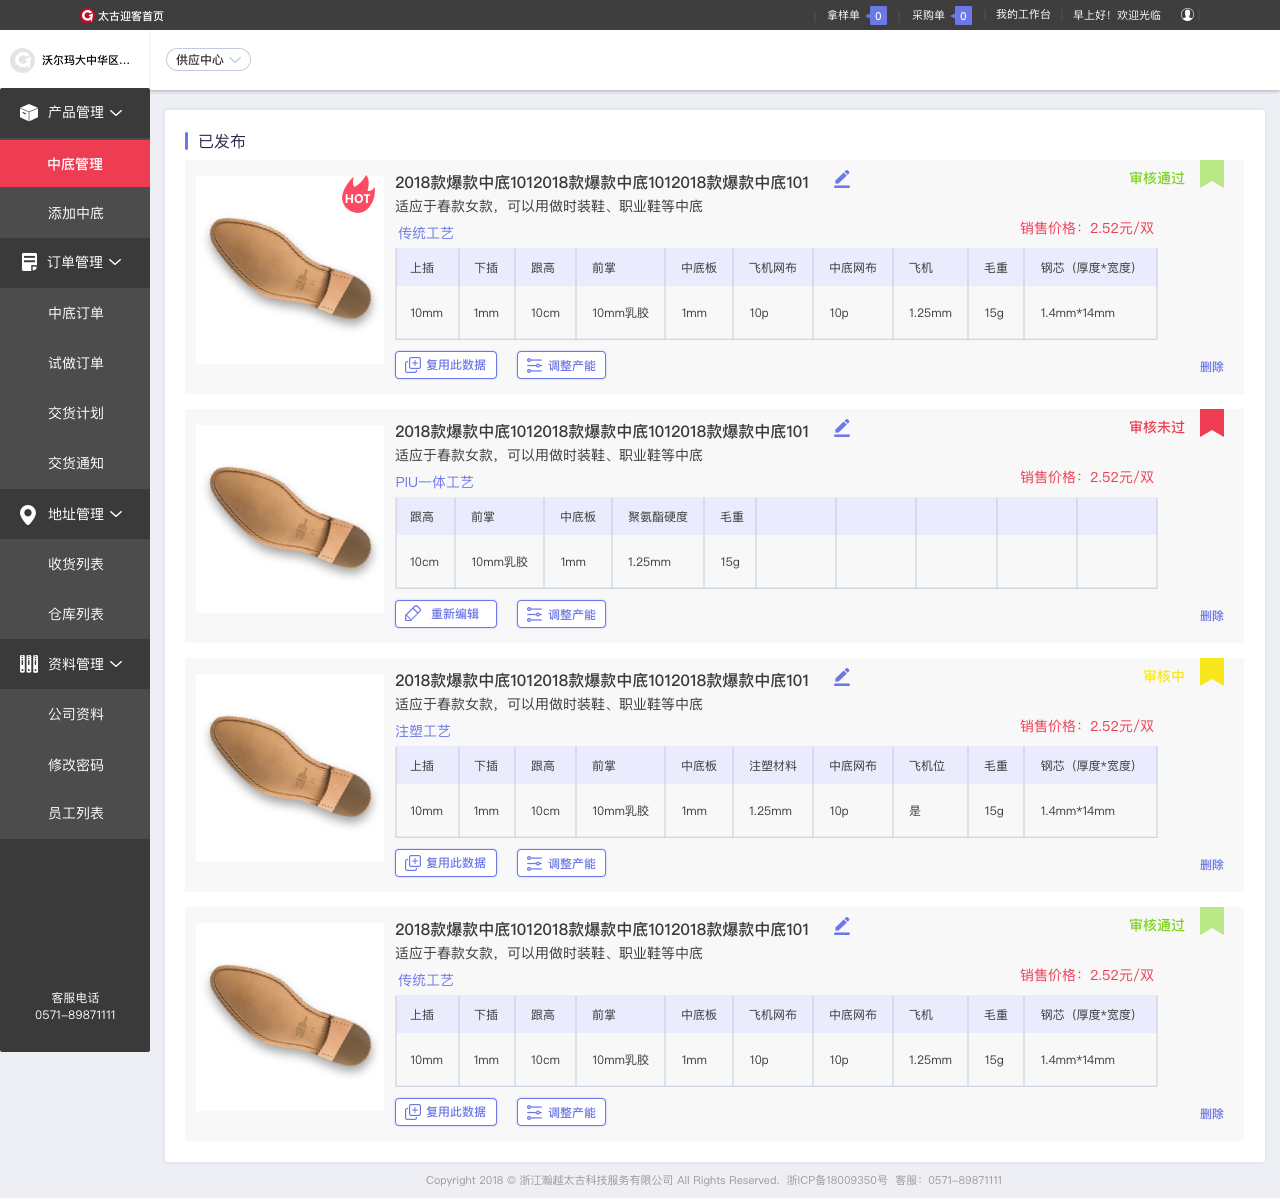 太古迎客首页 拿样单 0 采购单 0 我的工作台 早上好！欢迎光临
沃尔玛大中华区...
供应中心
产品管理
中底管理
添加中底
订单管理
中底订单
试做订单
交货计划
交货通知
地址管理
收货列表
仓库列表
资料管理
公司资料
修改密码
员工列表
客服电话
0571-89871111
已发布
HOT
2018款爆款中底1012018款爆款中底1012018款爆款中底101
审核通过
适应于春款女款，可以用做时装鞋、职业鞋等中底
传统工艺
销售价格：2.52元/双
上插 下插 跟高 前掌 中底板 飞机网布 中底网布 飞机 毛重 钢芯（厚度*宽度）
10mm 1mm 10cm 10mm乳胶 1mm 10p 10p 1.25mm 15g 1.4mm*14mm
复用此数据 调整产能 删除
2018款爆款中底1012018款爆款中底1012018款爆款中底101
审核未过
适应于春款女款，可以用做时装鞋、职业鞋等中底
PIU一体工艺
销售价格：2.52元/双
跟高 前掌 中底板 聚氨酯硬度 毛重
10cm 10mm乳胶 1mm 1.25mm 15g
重新编辑 调整产能 删除
2018款爆款中底1012018款爆款中底1012018款爆款中底101
审核中
适应于春款女款，可以用做时装鞋、职业鞋等中底
注塑工艺
销售价格：2.52元/双
上插 下插 跟高 前掌 中底板 注塑材料 中底网布 飞机位 毛重 钢芯（厚度*宽度）
10mm 1mm 10cm 10mm乳胶 1mm 1.25mm 10p 是 15g 1.4mm*14mm
复用此数据 调整产能 删除
2018款爆款中底1012018款爆款中底1012018款爆款中底101
审核通过
适应于春款女款，可以用做时装鞋、职业鞋等中底
传统工艺
销售价格：2.52元/双
上插 下插 跟高 前掌 中底板 飞机网布 中底网布 飞机 毛重 钢芯（厚度*宽度）
10mm 1mm 10cm 10mm乳胶 1mm 10p 10p 1.25mm 15g 1.4mm*14mm
复用此数据 调整产能 删除
Copyright 2018 © 浙江瀚越太古科技服务有限公司 All Rights Reserved. 浙ICP备18009350号 客服：0571-89871111